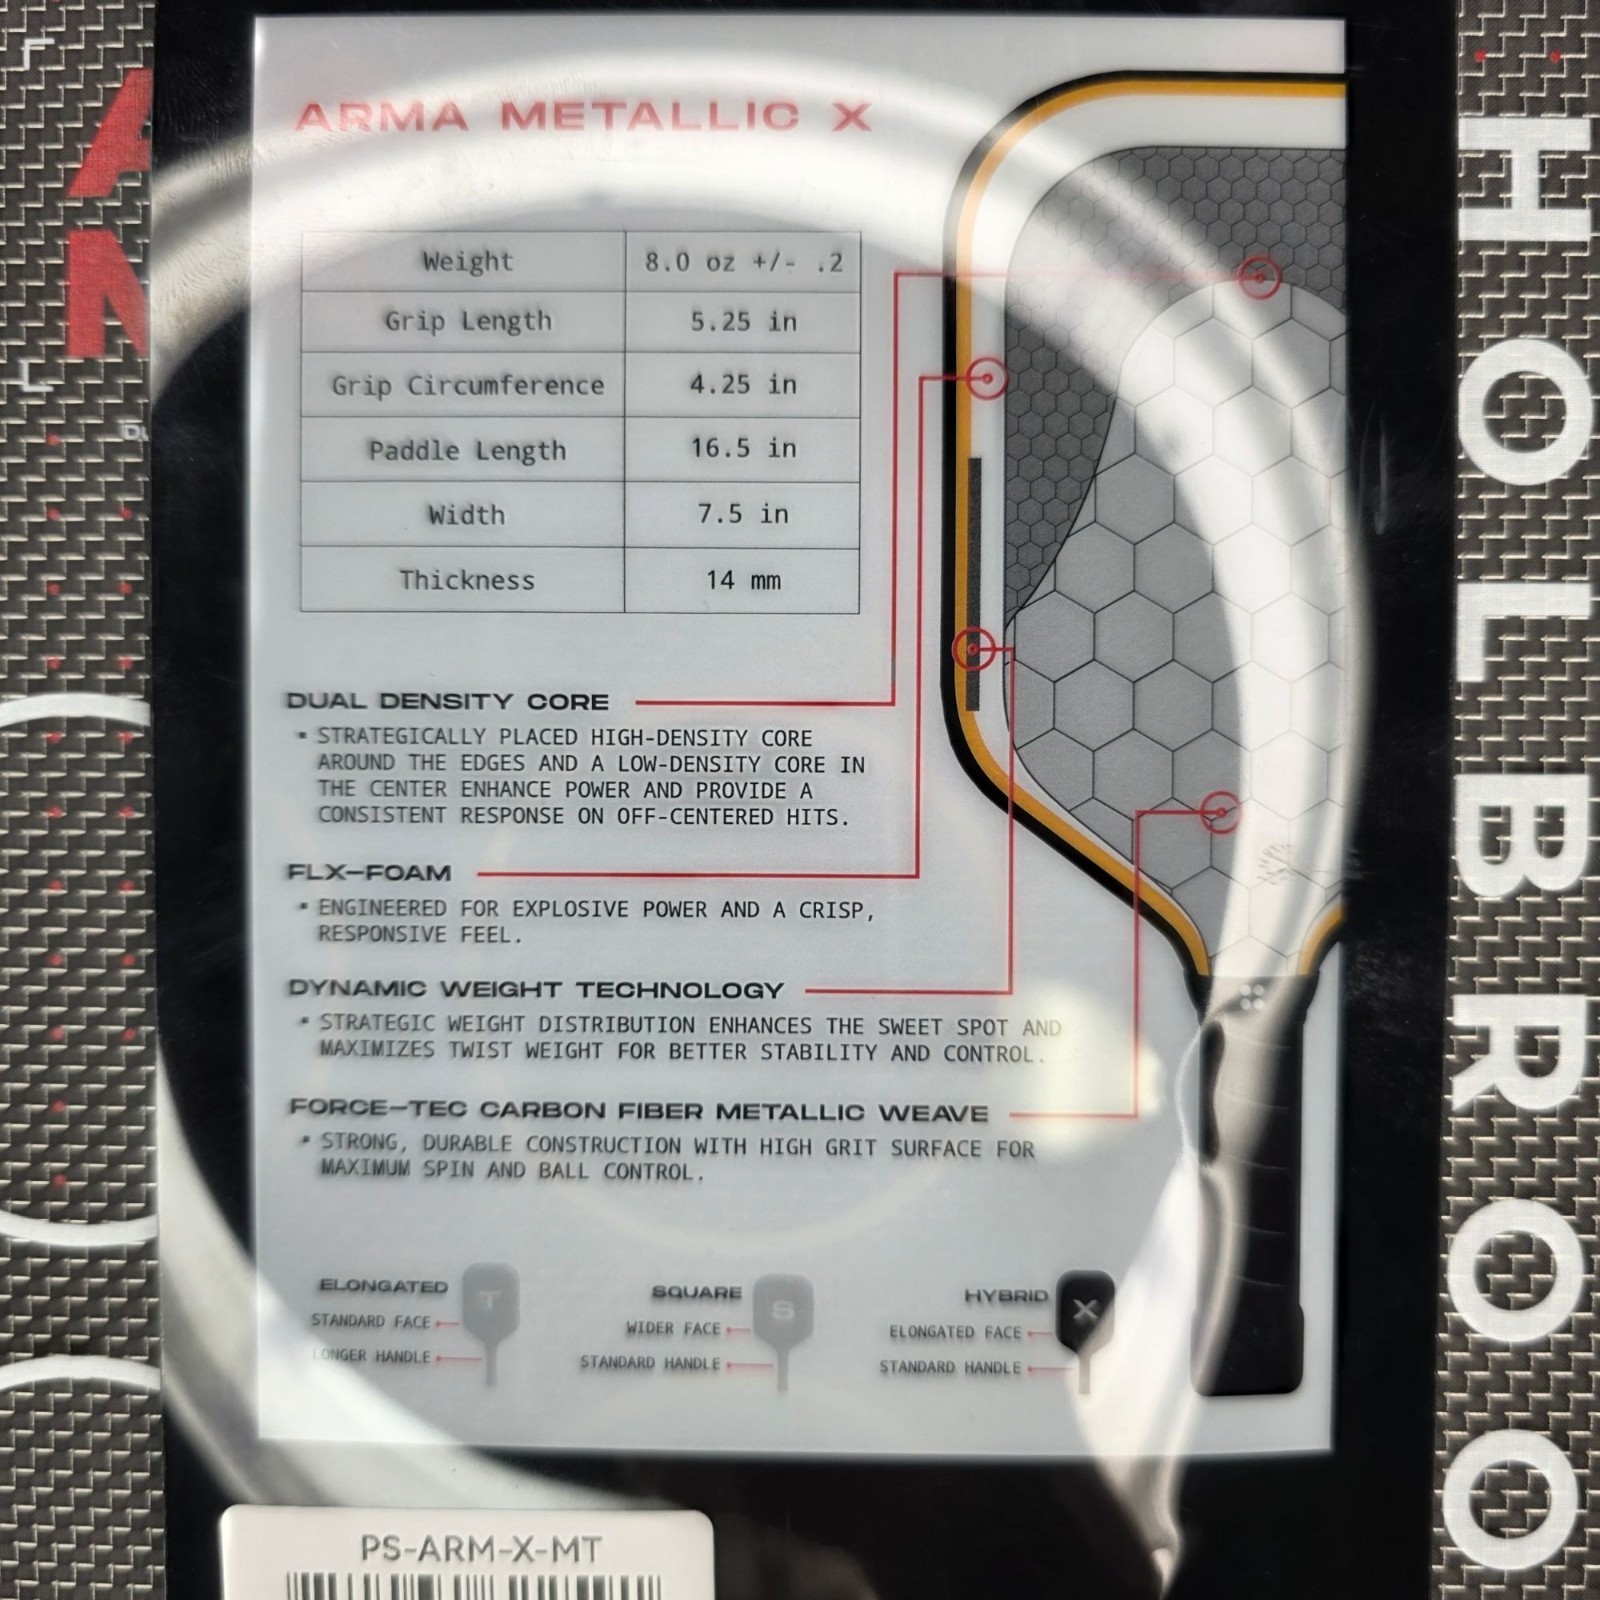 ARMA METALLIC X
Weight 8.0 oz +/- .2
Grip Length 5.25 in
Grip Circumference 4.25 in
Paddle Length 16.5 in
Width 7.5 in
Thickness 14 mm
DUAL DENSITY CORE
▪ STRATEGICALLY PLACED HIGH-DENSITY CORE
AROUND THE EDGES AND A LOW-DENSITY CORE IN
THE CENTER ENHANCE POWER AND PROVIDE A
CONSISTENT RESPONSE ON OFF-CENTERED HITS.
FLX-FOAM
▪ ENGINEERED FOR EXPLOSIVE POWER AND A CRISP,
RESPONSIVE FEEL.
DYNAMIC WEIGHT TECHNOLOGY
▪ STRATEGIC WEIGHT DISTRIBUTION ENHANCES THE SWEET SPOT AND
MAXIMIZES TWIST WEIGHT FOR BETTER STABILITY AND CONTROL.
FORCE-TEC CARBON FIBER METALLIC WEAVE
▪ STRONG, DURABLE CONSTRUCTION WITH HIGH GRIT SURFACE FOR
MAXIMUM SPIN AND BALL CONTROL.
ELONGATED
STANDARD FACE
LONGER HANDLE
T
SQUARE
WIDER FACE
STANDARD HANDLE
S
HYBRID
ELONGATED FACE
STANDARD HANDLE
X
PS-ARM-X-MT
HOLBROOK